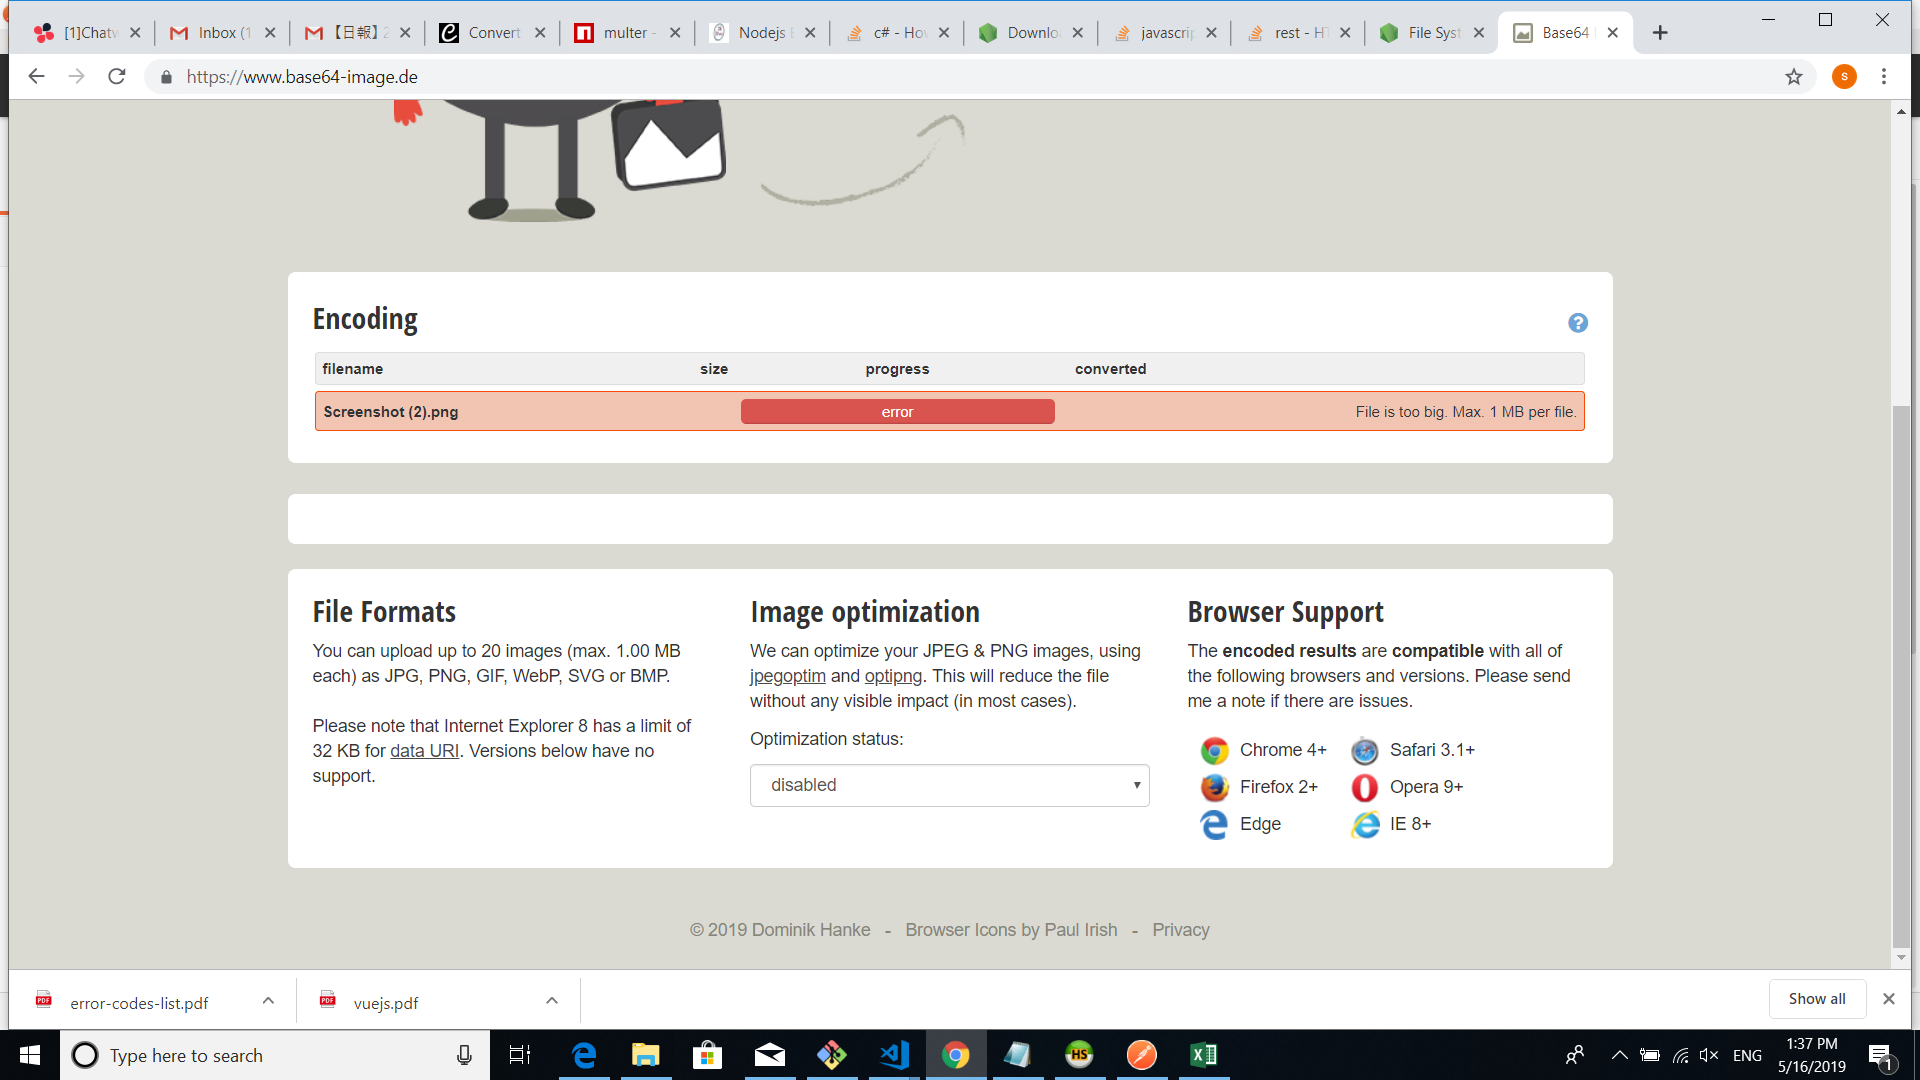 [1]Chatw
Inbox (1
【日報】2
Convert
multer -
Nodejs E
c# - Hov
Downlo
javascrip
rest - HT
File Syst
Base64 I
https://www.base64-image.de
s
Encoding
?
filename size progress converted
Screenshot (2).png error File is too big. Max. 1 MB per file.
File Formats
You can upload up to 20 images (max. 1.00 MB
each) as JPG, PNG, GIF, WebP, SVG or BMP.
Please note that Internet Explorer 8 has a limit of
32 KB for data URI. Versions below have no
support.
Image optimization
We can optimize your JPEG & PNG images, using
jpegoptim and optipng. This will reduce the file
without any visible impact (in most cases).
Optimization status:
disabled
Browser Support
The encoded results are compatible with all of
the following browsers and versions. Please send
me a note if there are issues.
Chrome 4+ Safari 3.1+
Firefox 2+ Opera 9+
Edge IE 8+
© 2019 Dominik Hanke - Browser Icons by Paul Irish - Privacy
PDF error-codes-list.pdf
PDF vuejs.pdf
Show all
Type here to search
HS
ENG
1:37 PM
5/16/2019
1